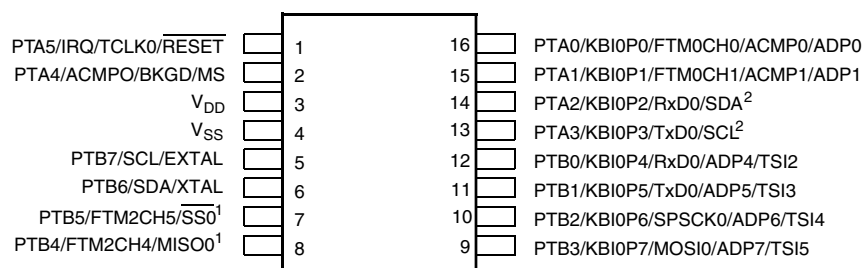 PTA5/IRQ/TCLK0/RESET 1 16 PTA0/KBI0P0/FTM0CH0/ACMP0/ADP0
PTA4/ACMPO/BKGD/MS 2 15 PTA1/KBI0P1/FTM0CH1/ACMP1/ADP1
VDD 3 14 PTA2/KBI0P2/RxD0/SDA2
VSS 4 13 PTA3/KBI0P3/TxD0/SCL2
PTB7/SCL/EXTAL 5 12 PTB0/KBI0P4/RxD0/ADP4/TSI2
PTB6/SDA/XTAL 6 11 PTB1/KBI0P5/TxD0/ADP5/TSI3
PTB5/FTM2CH5/SS01 7 10 PTB2/KBI0P6/SPSCK0/ADP6/TSI4
PTB4/FTM2CH4/MISO01 8 9 PTB3/KBI0P7/MOSI0/ADP7/TSI5